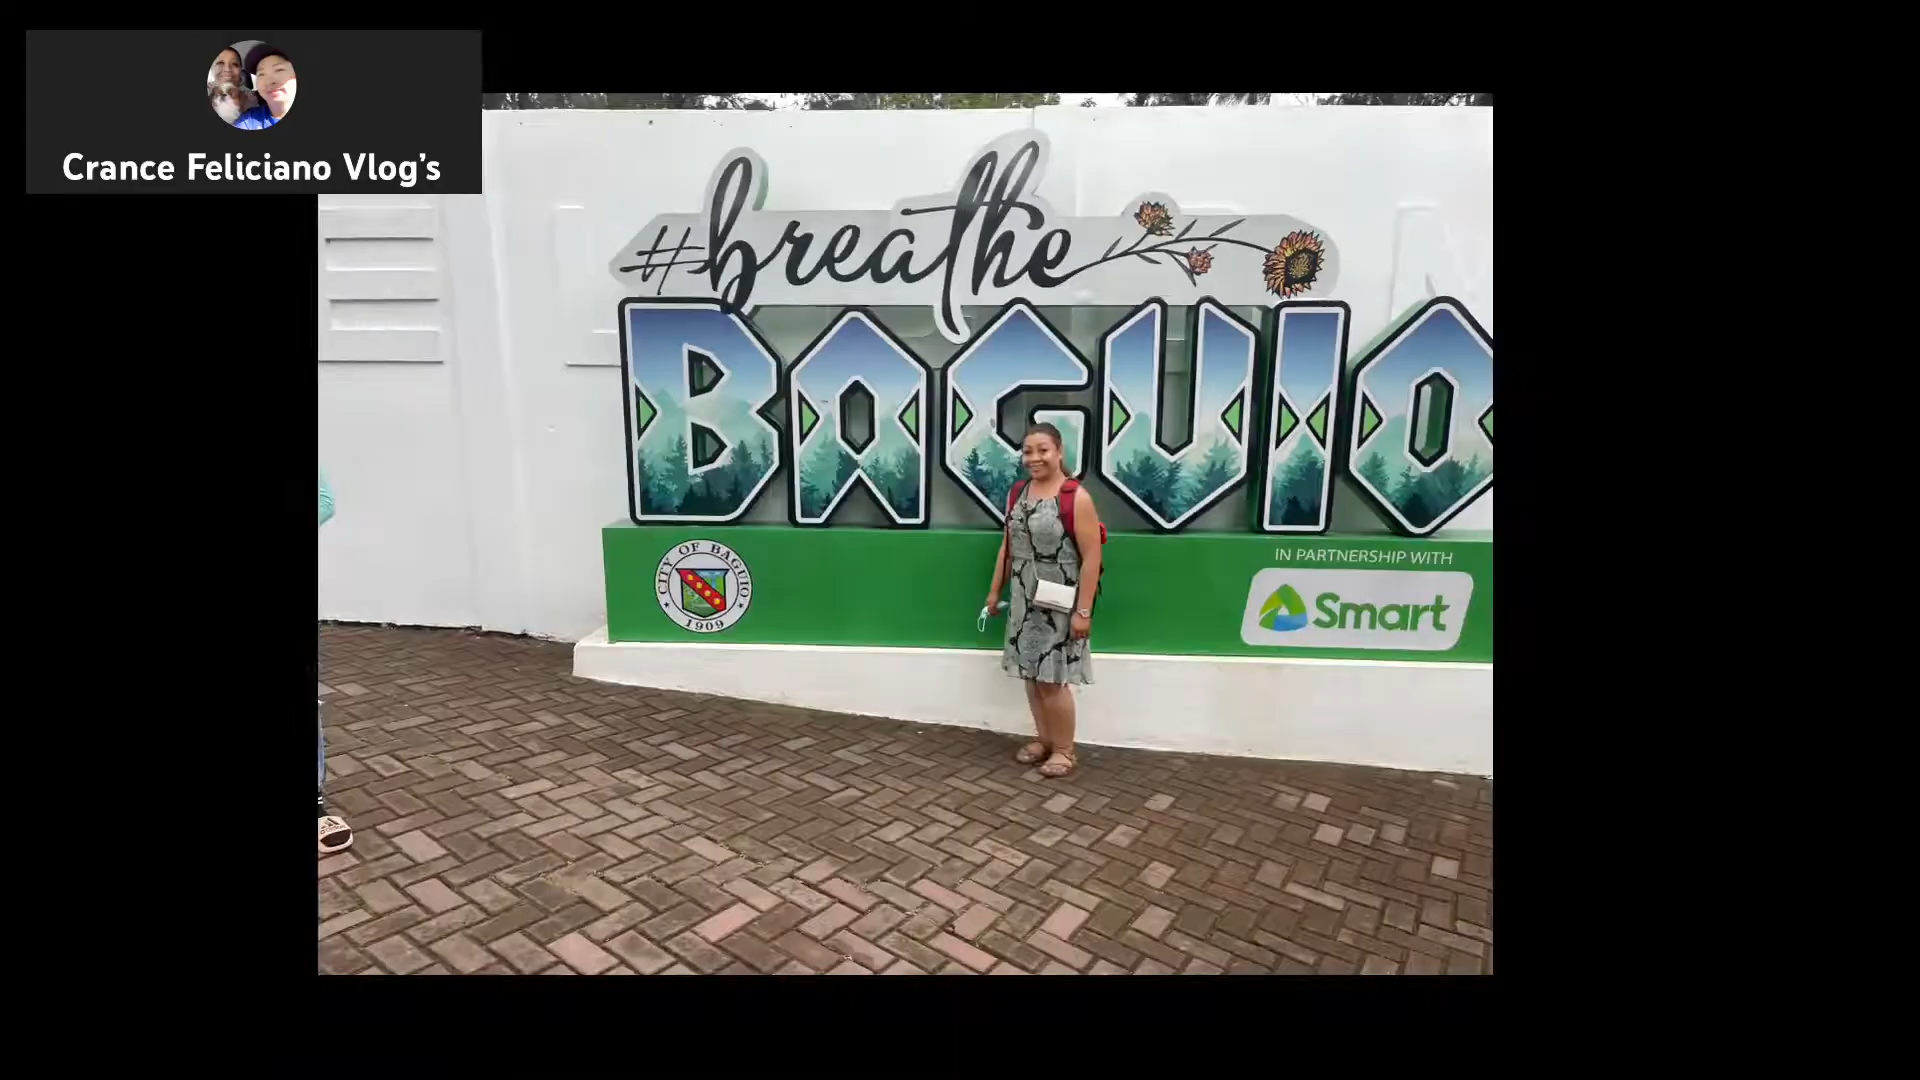 Crance Feliciano Vlog's
#breathe
BAGUIO
CITY OF BAGUIO
1909
IN PARTNERSHIP WITH
Smart